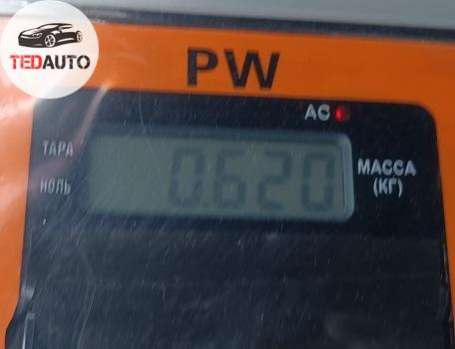 TEDAUTO
PW
AC
ТАРА
НОЛЬ
0.620
МАССА
(КГ)